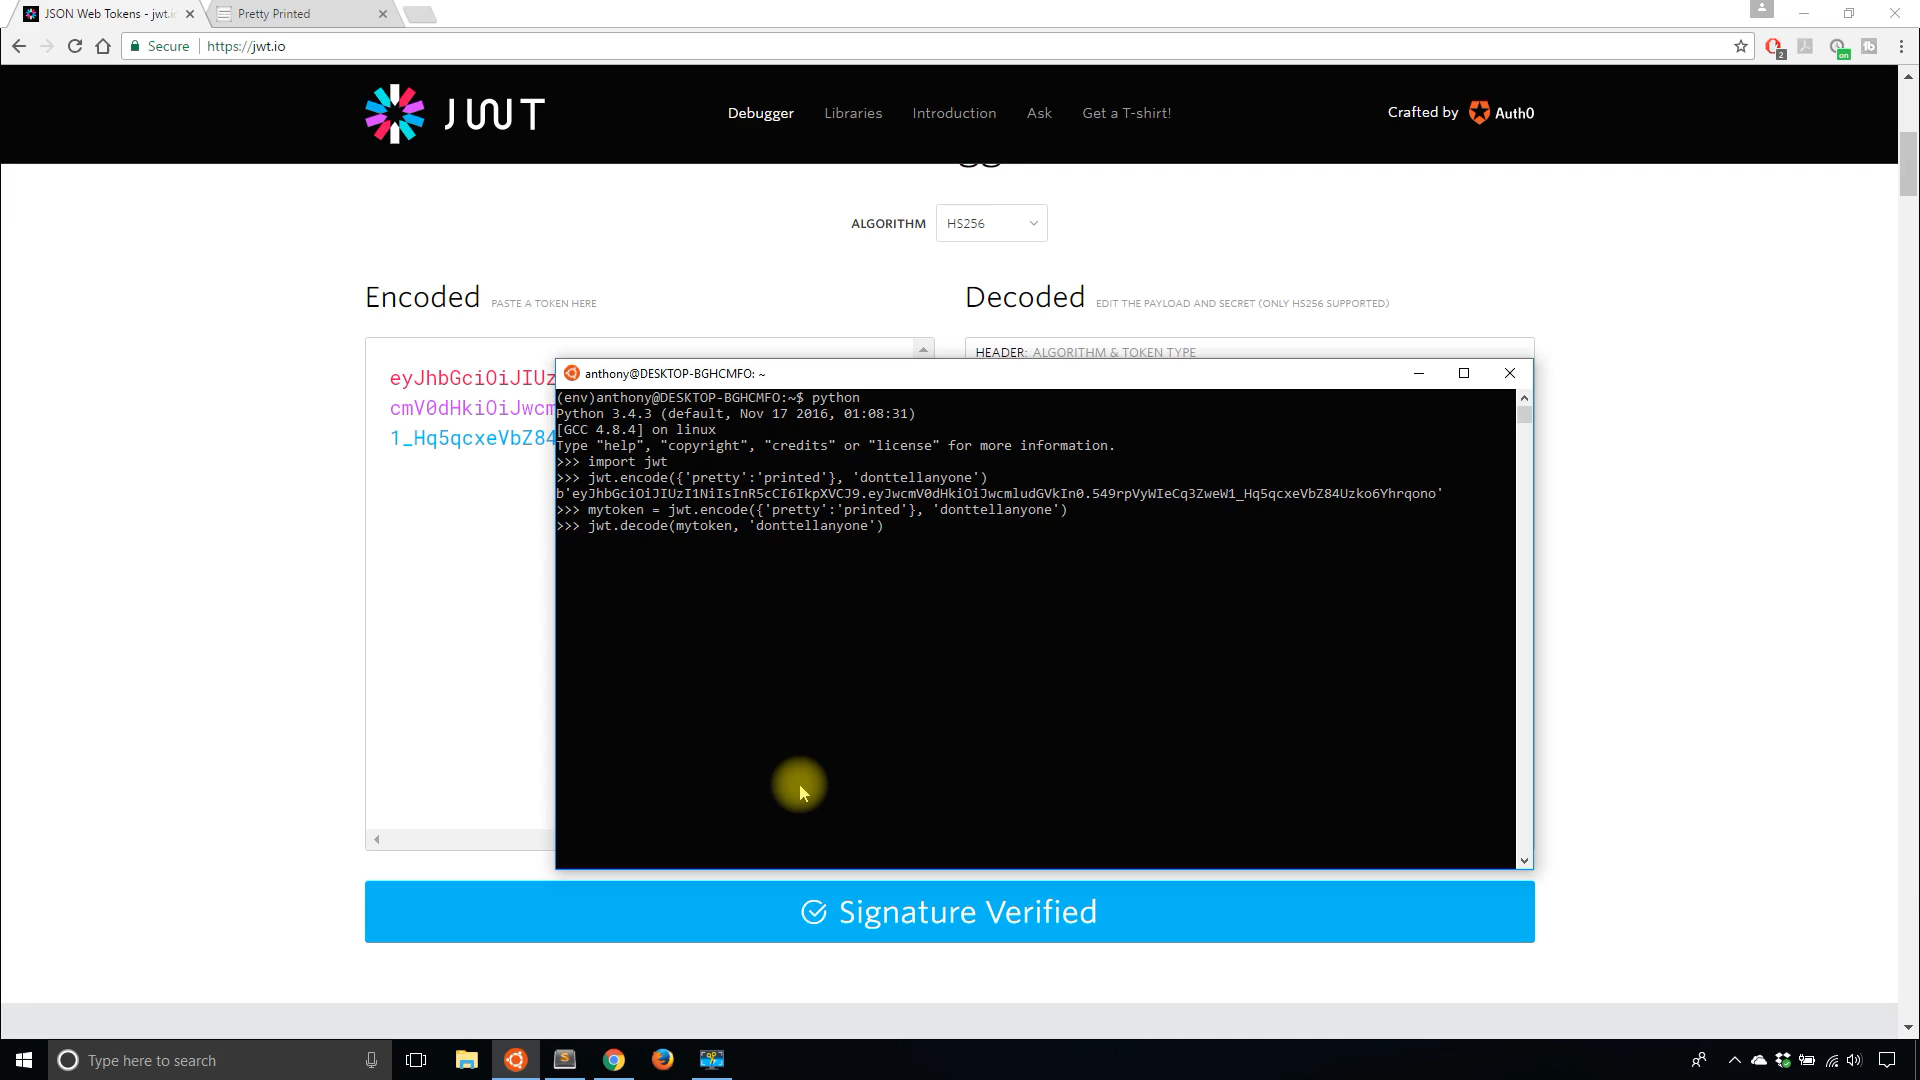 JSON Web Tokens - jwt.i
Pretty Printed
Secure
https://jwt.io
2
on
JWT
Debugger
Libraries
Introduction
Ask
Get a T-shirt!
Crafted by
Auth0
ALGORITHM
HS256
Encoded PASTE A TOKEN HERE
Decoded EDIT THE PAYLOAD AND SECRET (ONLY HS256 SUPPORTED)
HEADER: ALGORITHM & TOKEN TYPE
eyJhbGciOiJIUz
cmV0dHkiOiJwcm
1_Hq5qcxeVbZ84
anthony@DESKTOP-BGHCMFO: ~
(env)anthony@DESKTOP-BGHCMFO:~$ python
Python 3.4.3 (default, Nov 17 2016, 01:08:31)
[GCC 4.8.4] on linux
Type "help", "copyright", "credits" or "license" for more information.
>>> import jwt
>>> jwt.encode({'pretty':'printed'}, 'donttellanyone')
b'eyJhbGciOiJIUzI1NiIsInR5cCI6IkpXVCJ9.eyJwcmV0dHkiOiJwcmludGVkIn0.549rpVyWIeCq3ZweW1_Hq5qcxeVbZ84Uzko6Yhrqono'
>>> mytoken = jwt.encode({'pretty':'printed'}, 'donttellanyone')
>>> jwt.decode(mytoken, 'donttellanyone')
Signature Verified
Type here to search